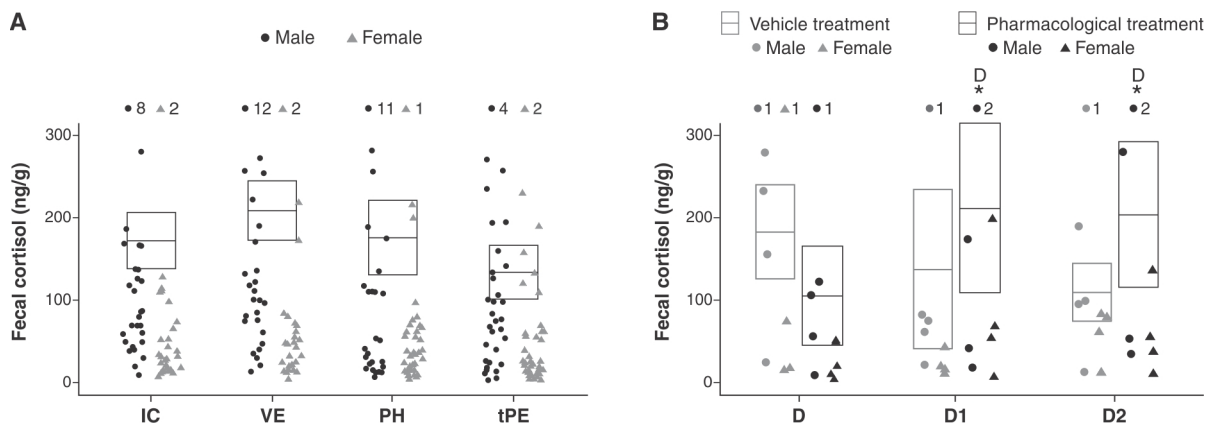 A
Male Female
8 2 12 2 11 1 4 2
Fecal cortisol (ng/g)
300
200
100
0
IC VE PH tPE
B
Vehicle treatment Pharmacological treatment
Male Female Male Female
D D
* *
1 1 1 1 2 1 2
Fecal cortisol (ng/g)
300
200
100
0
D D1 D2